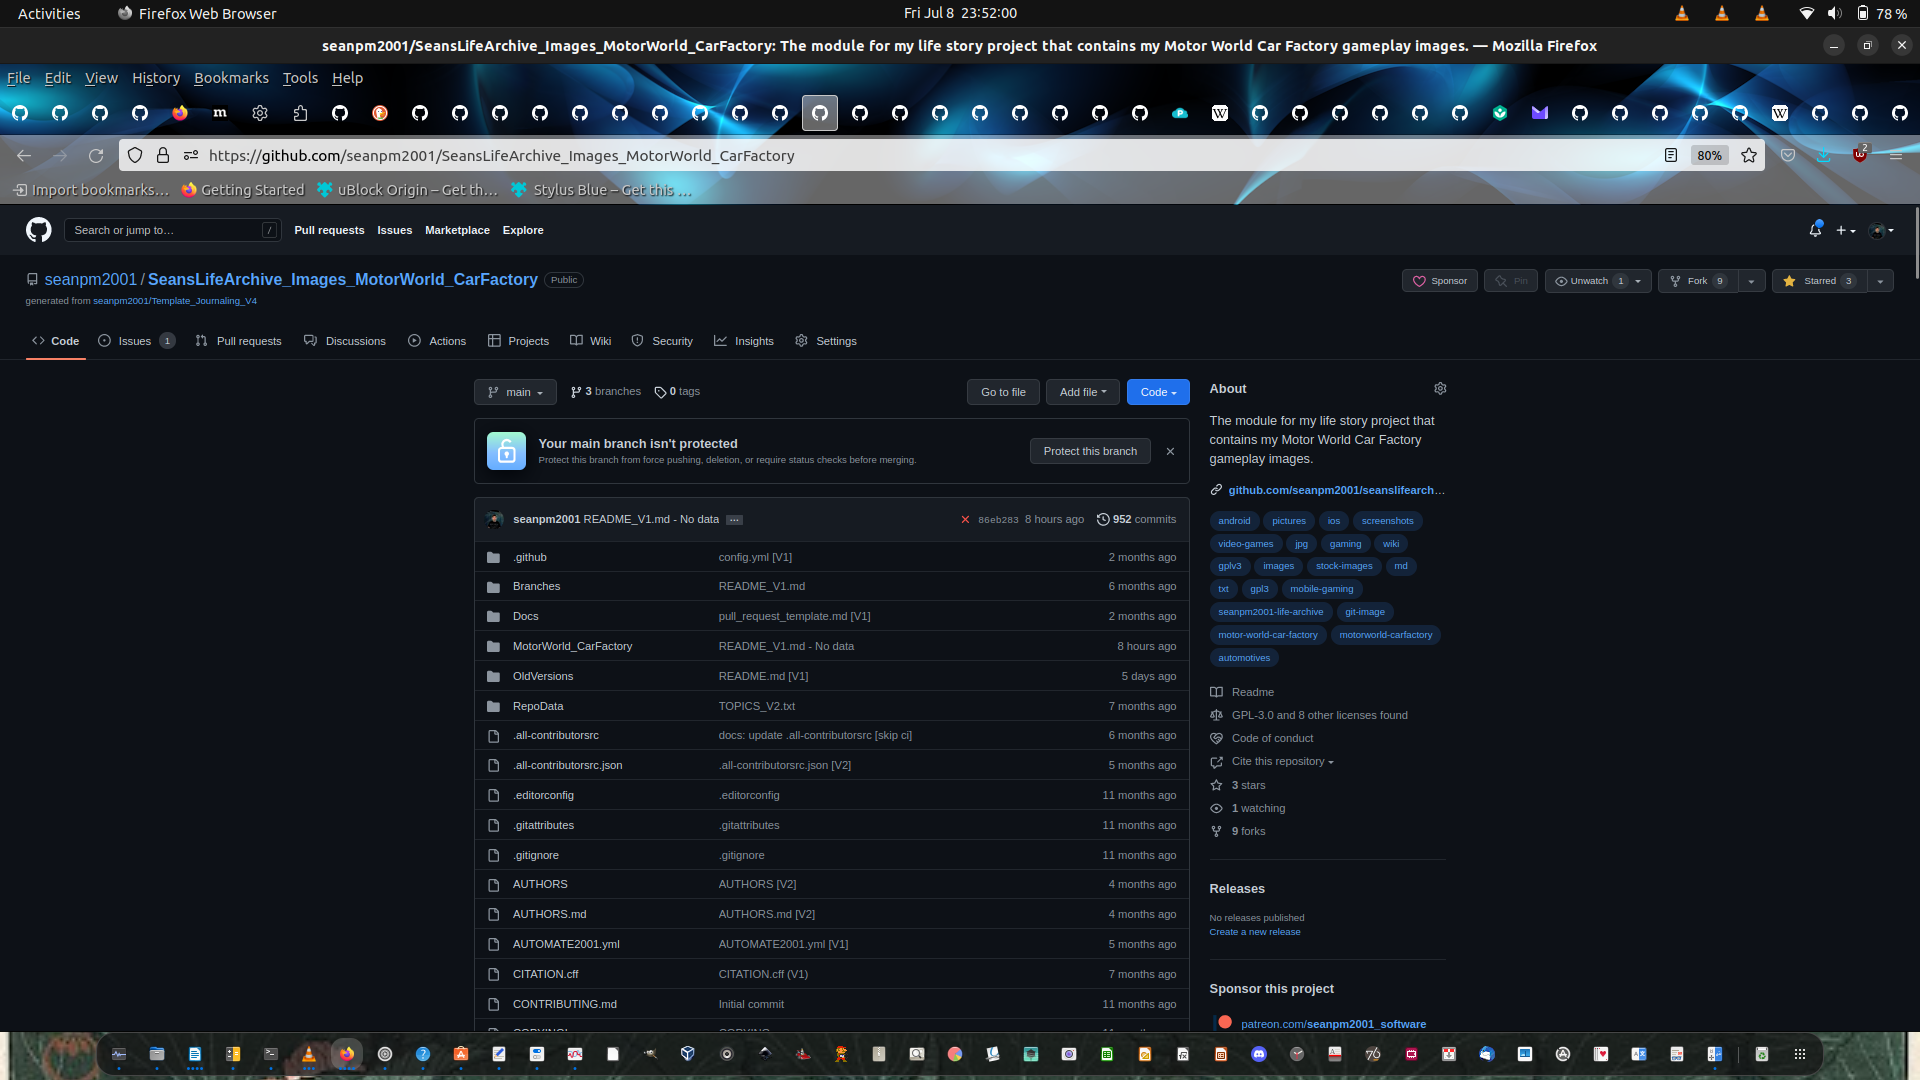 Activities
Firefox Web Browser
Fri Jul 8 23:52:00
78 %
seanpm2001/SeansLifeArchive_Images_MotorWorld_CarFactory: The module for my life story project that contains my Motor World Car Factory gameplay images. — Mozilla Firefox
File Edit View History Bookmarks Tools Help
https://github.com/seanpm2001/SeansLifeArchive_Images_MotorWorld_CarFactory
80%
2
Import bookmarks…
Getting Started
uBlock Origin – Get th…
Stylus Blue – Get this …
Search or jump to… /
Pull requests Issues Marketplace Explore
seanpm2001 / SeansLifeArchive_Images_MotorWorld_CarFactory Public
generated from seanpm2001/Template_Journaling_V4
Sponsor
Pin
Unwatch 1
Fork 9
Starred 3
Code
Issues 1
Pull requests
Discussions
Actions
Projects
Wiki
Security
Insights
Settings
main
3 branches
0 tags
Go to file
Add file
Code
Your main branch isn't protected
Protect this branch from force pushing, deletion, or require status checks before merging.
Protect this branch
seanpm2001 README_V1.md - No data … 86eb283 8 hours ago 952 commits
.github config.yml [V1] 2 months ago
Branches README_V1.md 6 months ago
Docs pull_request_template.md [V1] 2 months ago
MotorWorld_CarFactory README_V1.md - No data 8 hours ago
OldVersions README.md [V1] 5 days ago
RepoData TOPICS_V2.txt 7 months ago
.all-contributorsrc docs: update .all-contributorsrc [skip ci] 6 months ago
.all-contributorsrc.json .all-contributorsrc.json [V2] 5 months ago
.editorconfig .editorconfig 11 months ago
.gitattributes .gitattributes 11 months ago
.gitignore .gitignore 11 months ago
AUTHORS AUTHORS [V2] 4 months ago
AUTHORS.md AUTHORS.md [V2] 4 months ago
AUTOMATE2001.yml AUTOMATE2001.yml [V1] 5 months ago
CITATION.cff CITATION.cff (V1) 7 months ago
CONTRIBUTING.md Initial commit 11 months ago
About
The module for my life story project that
contains my Motor World Car Factory
gameplay images.
github.com/seanpm2001/seanslifearch…
android pictures ios screenshots
video-games jpg gaming wiki
gplv3 images stock-images md
txt gpl3 mobile-gaming
seanpm2001-life-archive git-image
motor-world-car-factory motorworld-carfactory
automotives
Readme
GPL-3.0 and 8 other licenses found
Code of conduct
Cite this repository
3 stars
1 watching
9 forks
Releases
No releases published
Create a new release
Sponsor this project
patreon.com/seanpm2001_software